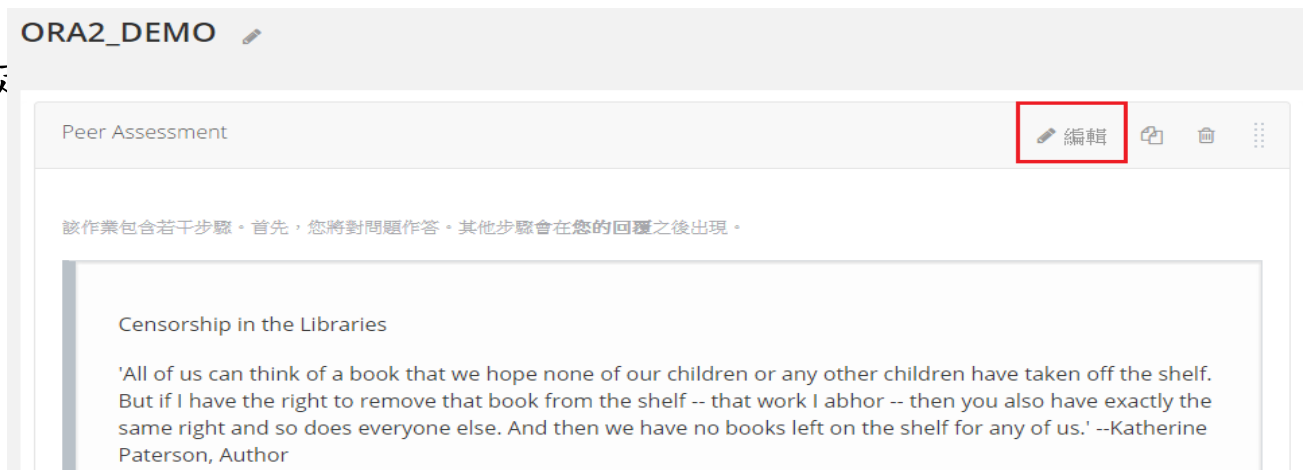 ORA2_DEMO
Peer Assessment
編輯
該作業包含若干步驟。首先，您將對問題作答。其他步驟會在您的回覆之後出現。
Censorship in the Libraries
'All of us can think of a book that we hope none of our children or any other children have taken off the shelf.
But if I have the right to remove that book from the shelf -- that work I abhor -- then you also have exactly the
same right and so does everyone else. And then we have no books left on the shelf for any of us.' --Katherine
Paterson, Author